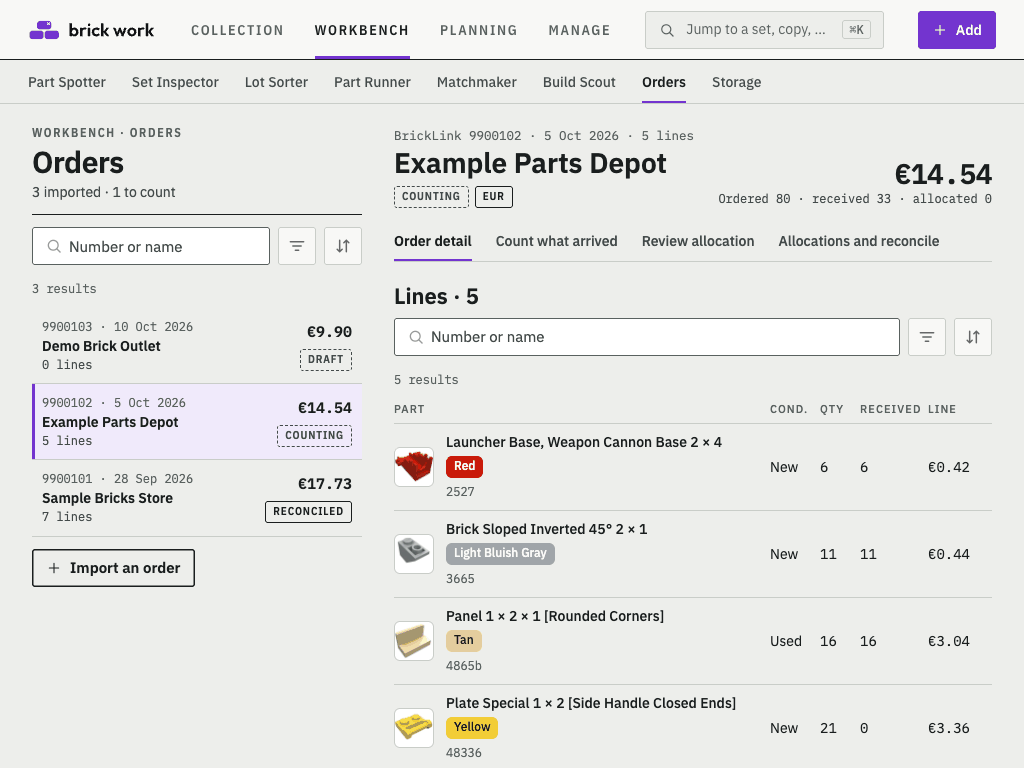 brick work
COLLECTION
WORKBENCH
PLANNING
MANAGE
Jump to a set, copy, ...
⌘K
+ Add
Part Spotter
Set Inspector
Lot Sorter
Part Runner
Matchmaker
Build Scout
Orders
Storage
WORKBENCH · ORDERS
Orders
3 imported · 1 to count
Number or name
3 results
9900103 · 10 Oct 2026
€9.90
Demo Brick Outlet
0 lines
DRAFT
9900102 · 5 Oct 2026
€14.54
Example Parts Depot
5 lines
COUNTING
9900101 · 28 Sep 2026
€17.73
Sample Bricks Store
7 lines
RECONCILED
+ Import an order
BrickLink 9900102 · 5 Oct 2026 · 5 lines
Example Parts Depot
€14.54
COUNTING
EUR
Ordered 80 · received 33 · allocated 0
Order detail
Count what arrived
Review allocation
Allocations and reconcile
Lines · 5
Number or name
5 results
PART COND. QTY RECEIVED LINE
Launcher Base, Weapon Cannon Base 2 × 4
Red
New 6 6 €0.42
2527
Brick Sloped Inverted 45° 2 × 1
Light Bluish Gray
New 11 11 €0.44
3665
Panel 1 × 2 × 1 [Rounded Corners]
Tan
Used 16 16 €3.04
4865b
Plate Special 1 × 2 [Side Handle Closed Ends]
Yellow
New 21 0 €3.36
48336